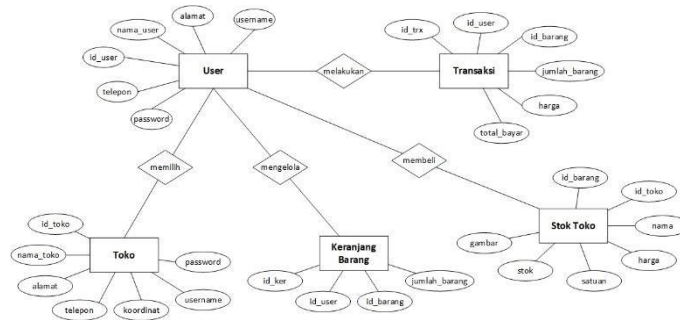 alamat
username
nama_user
id_user
User
telepon
password
melakukan
id_trx
id_user
id_barang
Transaksi
jumlah_barang
harga
total_bayar
memilih
mengelola
membeli
id_toko
nama_toko
Toko
password
alamat
username
telepon
koordinat
Keranjang
Barang
id_ker
jumlah_barang
id_user
id_barang
id_barang
id_toko
gambar
Stok Toko
nama
stok
harga
satuan